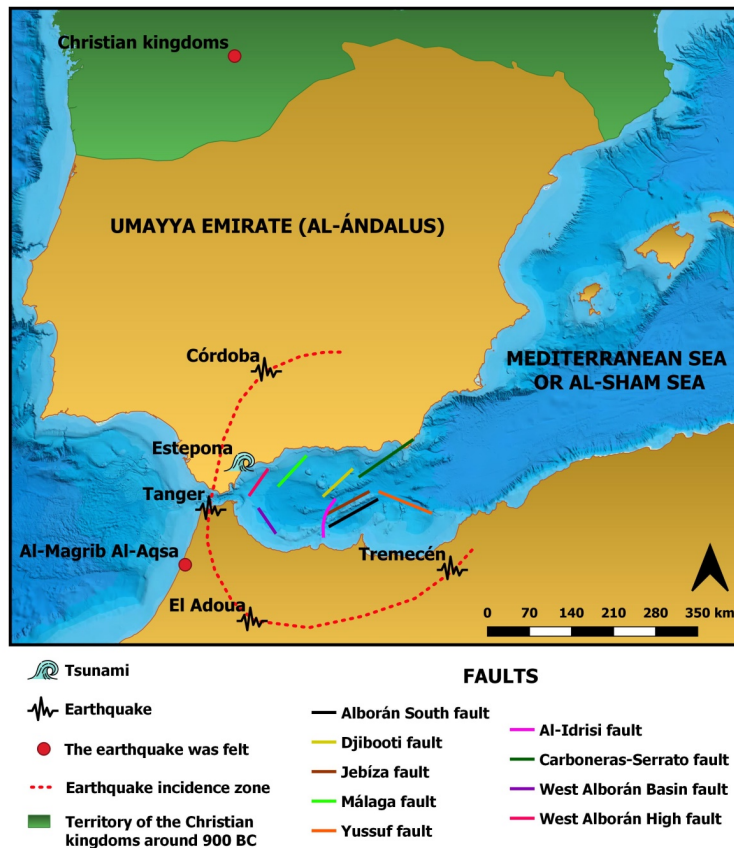 Christian kingdoms
UMAYYA EMIRATE (AL-ÁNDALUS)
Córdoba
MEDITERRANEAN SEA
OR AL-SHAM SEA
Estepona
Tanger
Al-Magrib Al-Aqsa
Tremecén
El Adoua
0 70 140 210 280 350 km
Tsunami
Earthquake
The earthquake was felt
Earthquake incidence zone
Territory of the Christian
kingdoms around 900 BC
FAULTS
Alborán South fault
Djibooti fault
Jebíza fault
Málaga fault
Yussuf fault
Al-Idrisi fault
Carboneras-Serrato fault
West Alborán Basin fault
West Alborán High fault